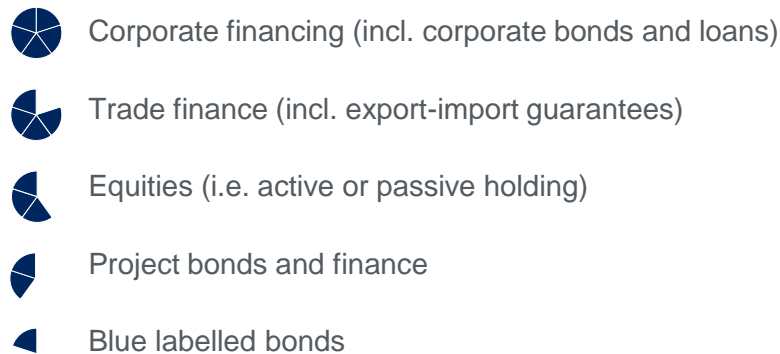 Corporate financing (incl. corporate bonds and loans)
Trade finance (incl. export-import guarantees)
Equities (i.e. active or passive holding)
Project bonds and finance
Blue labelled bonds